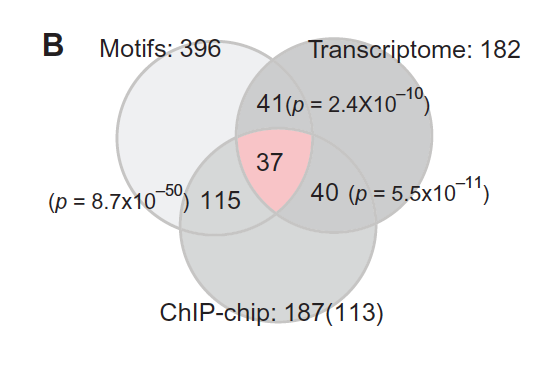 B Motifs: 396 Transcriptome: 182
41(p = 2.4X10⁻¹⁰)
37
(p = 8.7x10⁻⁵⁰) 115 40 (p = 5.5x10⁻¹¹)
ChIP-chip: 187(113)